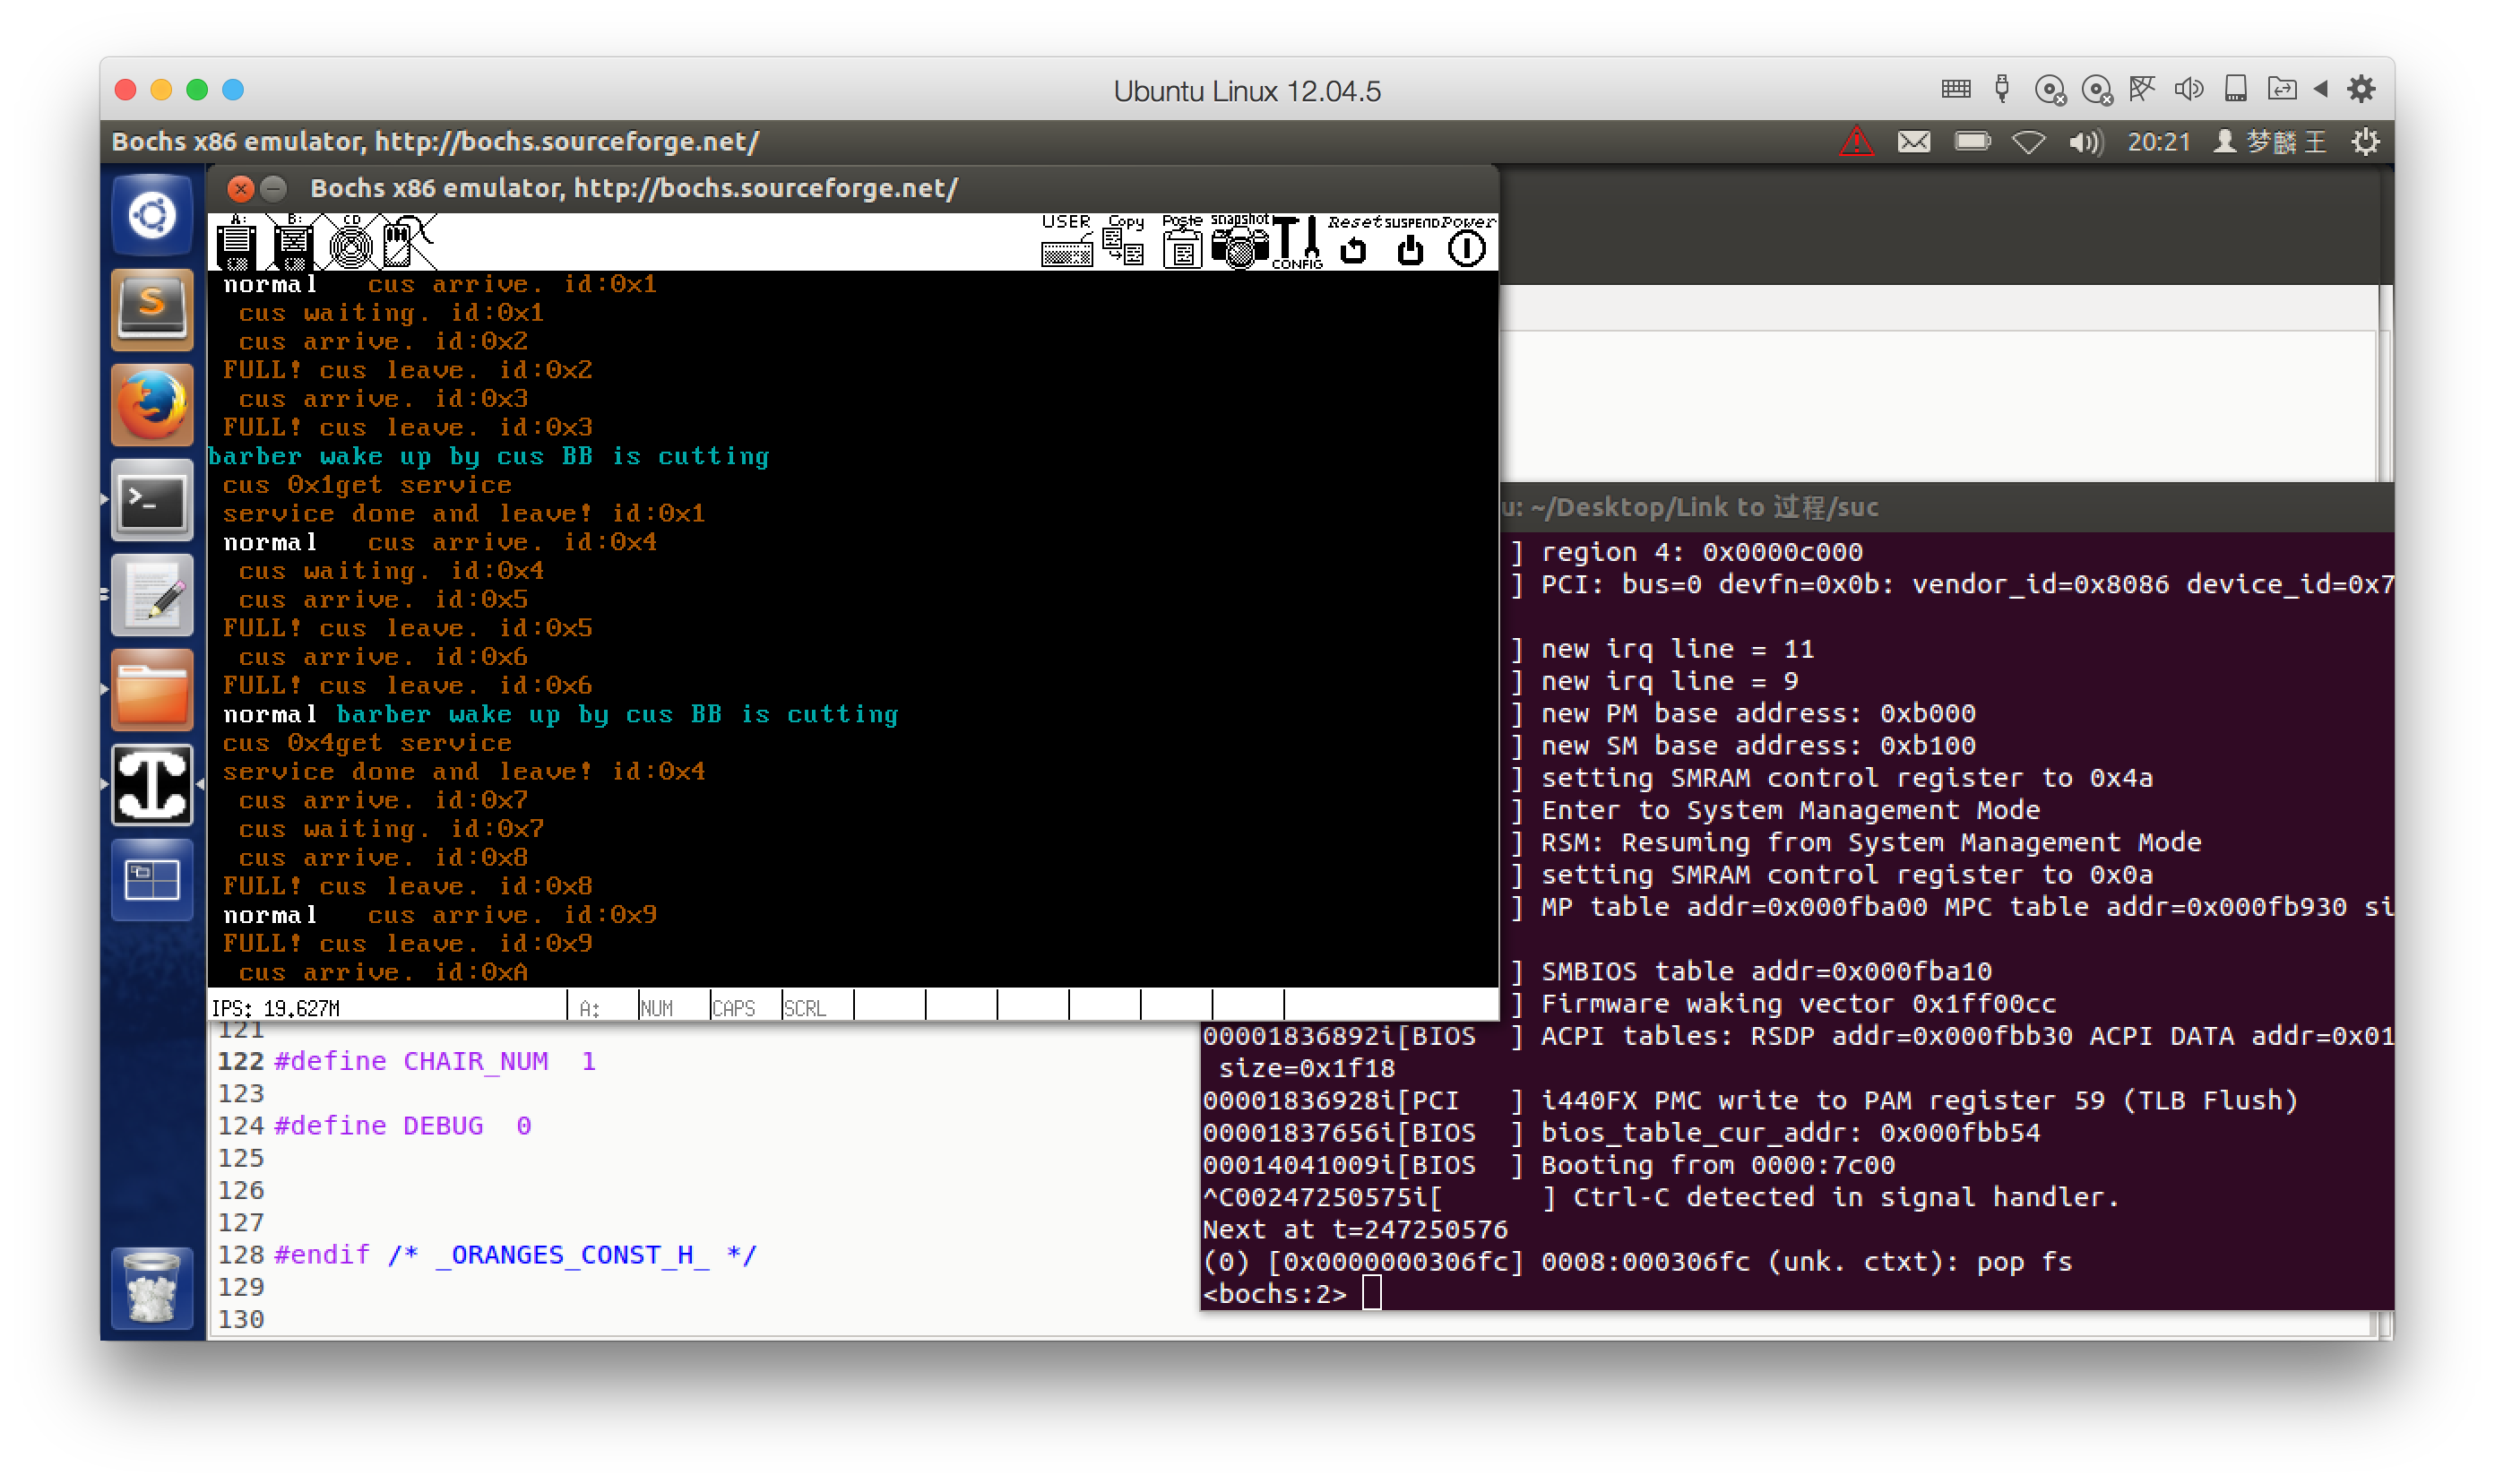 Ubuntu Linux 12.04.5
Bochs x86 emulator, http://bochs.sourceforge.net/
20:21 梦麟 王
Bochs x86 emulator, http://bochs.sourceforge.net/
A: B: CD USER Copy Paste snapshot CONFIG Reset SUSPEND Power
normal   cus arrive. id:0x1
cus waiting. id:0x1
cus arrive. id:0x2
FULL! cus leave. id:0x2
cus arrive. id:0x3
FULL! cus leave. id:0x3
barber wake up by cus BB is cutting
cus 0x1get service
service done and leave! id:0x1
normal   cus arrive. id:0x4
cus waiting. id:0x4
cus arrive. id:0x5
FULL! cus leave. id:0x5
cus arrive. id:0x6
FULL! cus leave. id:0x6
normal barber wake up by cus BB is cutting
cus 0x4get service
service done and leave! id:0x4
cus arrive. id:0x7
cus waiting. id:0x7
cus arrive. id:0x8
FULL! cus leave. id:0x8
normal   cus arrive. id:0x9
FULL! cus leave. id:0x9
cus arrive. id:0xA
IPS: 19.627M A: NUM CAPS SCRL
121
122 #define CHAIR_NUM  1
123
124 #define DEBUG  0
125
126
127
128 #endif /* _ORANGES_CONST_H_ */
129
130
u: ~/Desktop/Link to 过程/suc
] region 4: 0x0000c000
] PCI: bus=0 devfn=0x0b: vendor_id=0x8086 device_id=0x7
] new irq line = 11
] new irq line = 9
] new PM base address: 0xb000
] new SM base address: 0xb100
] setting SMRAM control register to 0x4a
] Enter to System Management Mode
] RSM: Resuming from System Management Mode
] setting SMRAM control register to 0x0a
] MP table addr=0x000fba00 MPC table addr=0x000fb930 si
] SMBIOS table addr=0x000fba10
] Firmware waking vector 0x1ff00cc
00001836892i[BIOS  ] ACPI tables: RSDP addr=0x000fbb30 ACPI DATA addr=0x01
size=0x1f18
00001836928i[PCI   ] i440FX PMC write to PAM register 59 (TLB Flush)
00001837656i[BIOS  ] bios_table_cur_addr: 0x000fbb54
00014041009i[BIOS  ] Booting from 0000:7c00
^C00247250575i[      ] Ctrl-C detected in signal handler.
Next at t=247250576
(0) [0x0000000306fc] 0008:000306fc (unk. ctxt): pop fs
<bochs:2>